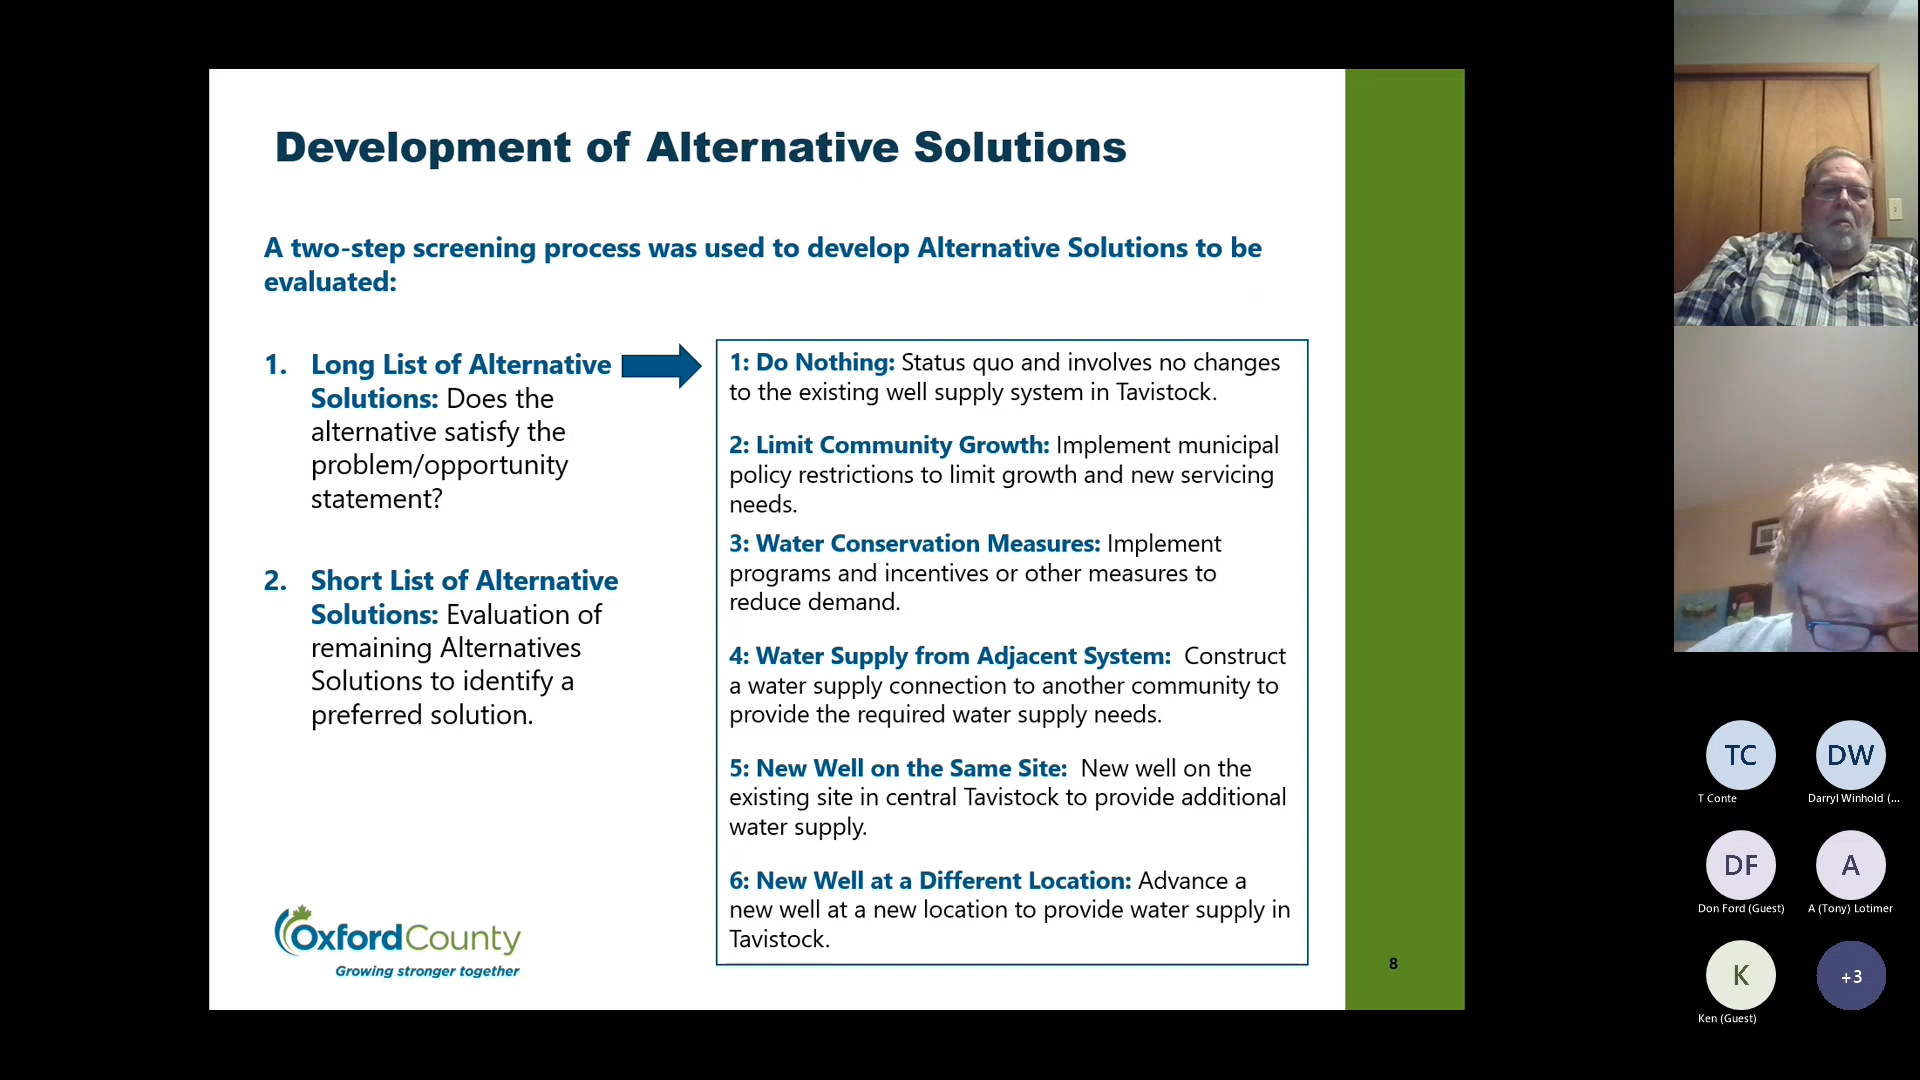 Development of Alternative Solutions
A two-step screening process was used to develop Alternative Solutions to be
evaluated:
1. Long List of Alternative
Solutions: Does the
alternative satisfy the
problem/opportunity
statement?
2. Short List of Alternative
Solutions: Evaluation of
remaining Alternatives
Solutions to identify a
preferred solution.
1: Do Nothing: Status quo and involves no changes
to the existing well supply system in Tavistock.
2: Limit Community Growth: Implement municipal
policy restrictions to limit growth and new servicing
needs.
3: Water Conservation Measures: Implement
programs and incentives or other measures to
reduce demand.
4: Water Supply from Adjacent System: Construct
a water supply connection to another community to
provide the required water supply needs.
5: New Well on the Same Site: New well on the
existing site in central Tavistock to provide additional
water supply.
6: New Well at a Different Location: Advance a
new well at a new location to provide water supply in
Tavistock.
OxfordCounty
Growing stronger together
8
TC
T Conte
DW
Darryl Winhold (...
DF
Don Ford (Guest)
A
A (Tony) Lotimer
K
Ken (Guest)
+3